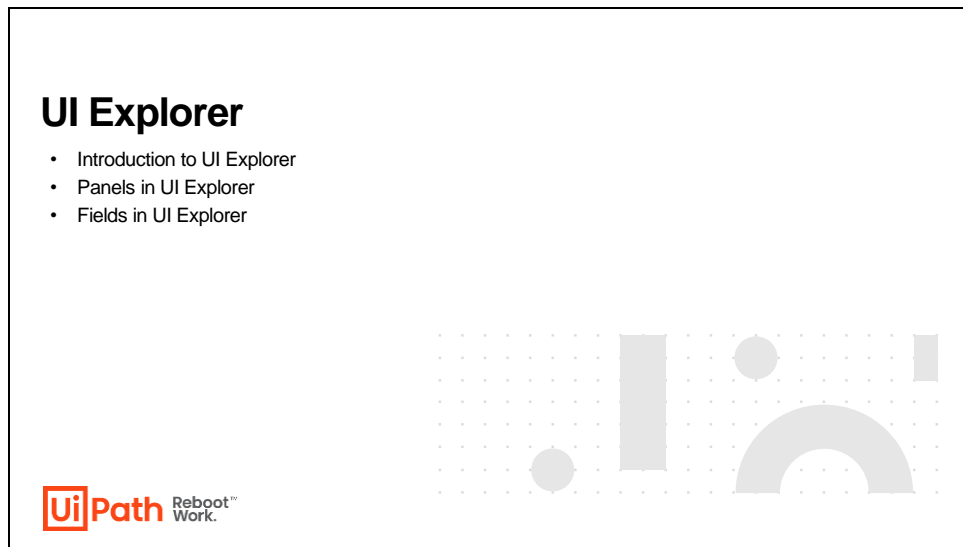 UI Explorer
• Introduction to UI Explorer
• Panels in UI Explorer
• Fields in UI Explorer
UiPath Reboot™
Work.